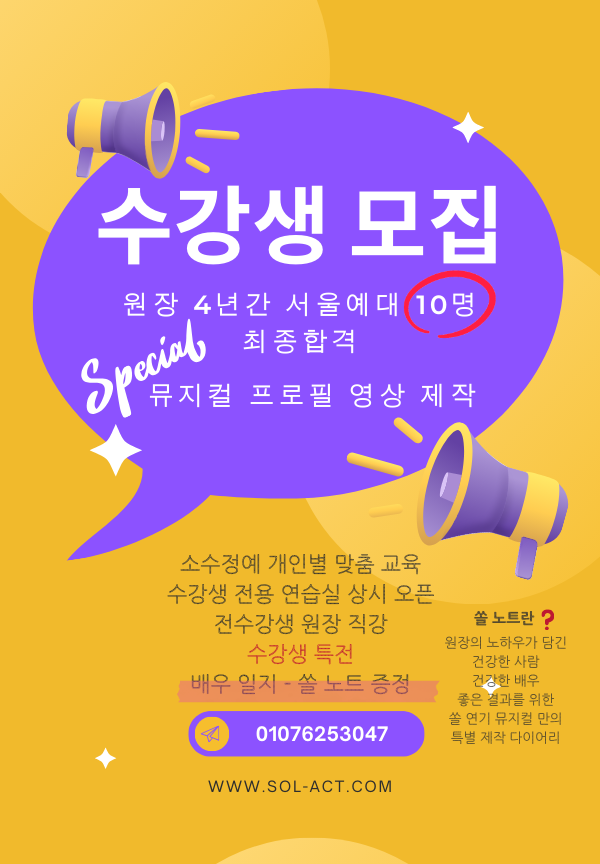 수강생 모집
원장 4년간 서울예대 10명
최종합격
Special
뮤지컬 프로필 영상 제작
소수정예 개인별 맞춤 교육
수강생 전용 연습실 상시 오픈
전수강생 원장 직강
수강생 특전
배우 일지 - 쏠 노트 증정
01076253047
WWW.SOL-ACT.COM
쏠 노트란 ?
원장의 노하우가 담긴
건강한 사람
건강한 배우
좋은 결과를 위한
쏠 연기 뮤지컬 만의
특별 제작 다이어리